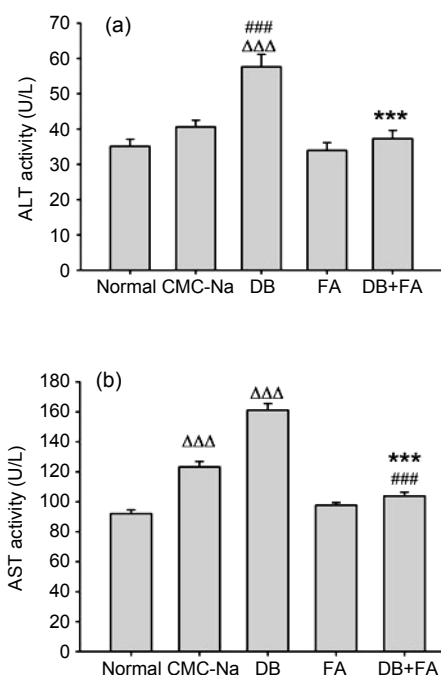 (a)
ALT activity (U/L)
70
60
50
40
30
20
10
0
###
ΔΔΔ
***
Normal CMC-Na DB FA DB+FA
(b)
AST activity (U/L)
180
160
140
120
100
80
60
40
20
0
ΔΔΔ
ΔΔΔ
***
###
Normal CMC-Na DB FA DB+FA